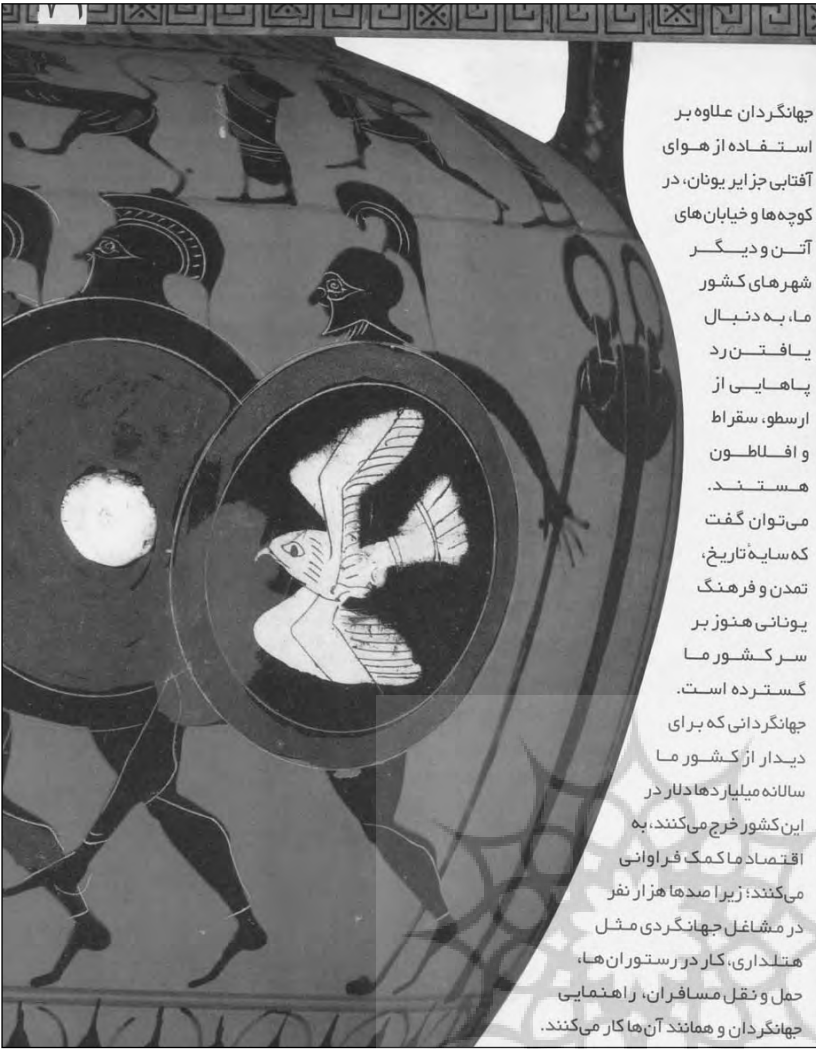 ۷۹
جهانگردان علاوه بر
استفاده از هوای
آفتابی جزایر یونان، در
کوچه‌ها و خیابان‌های
آتن و دیگر
شهرهای کشور
ما، به دنبال
یافتن رد
پاهایی از
ارسطو، سقراط
و افلاطون
هستند.
می‌توان گفت
که سایهٔ تاریخ،
تمدن و فرهنگ
یونانی هنوز بر
سر کشور ما
گسترده است.
جهانگردانی که برای
دیدار از کشور ما
سالانه میلیاردها دلار در
این کشور خرج می‌کنند، به
اقتصاد ما کمک فراوانی
می‌کنند؛ زیرا صدها هزار نفر
در مشاغل جهانگردی مثل
هتلداری، کار در رستوران‌ها،
حمل و نقل مسافران، راهنمایی
جهانگردان و همانند آن‌ها کار می‌کنند.